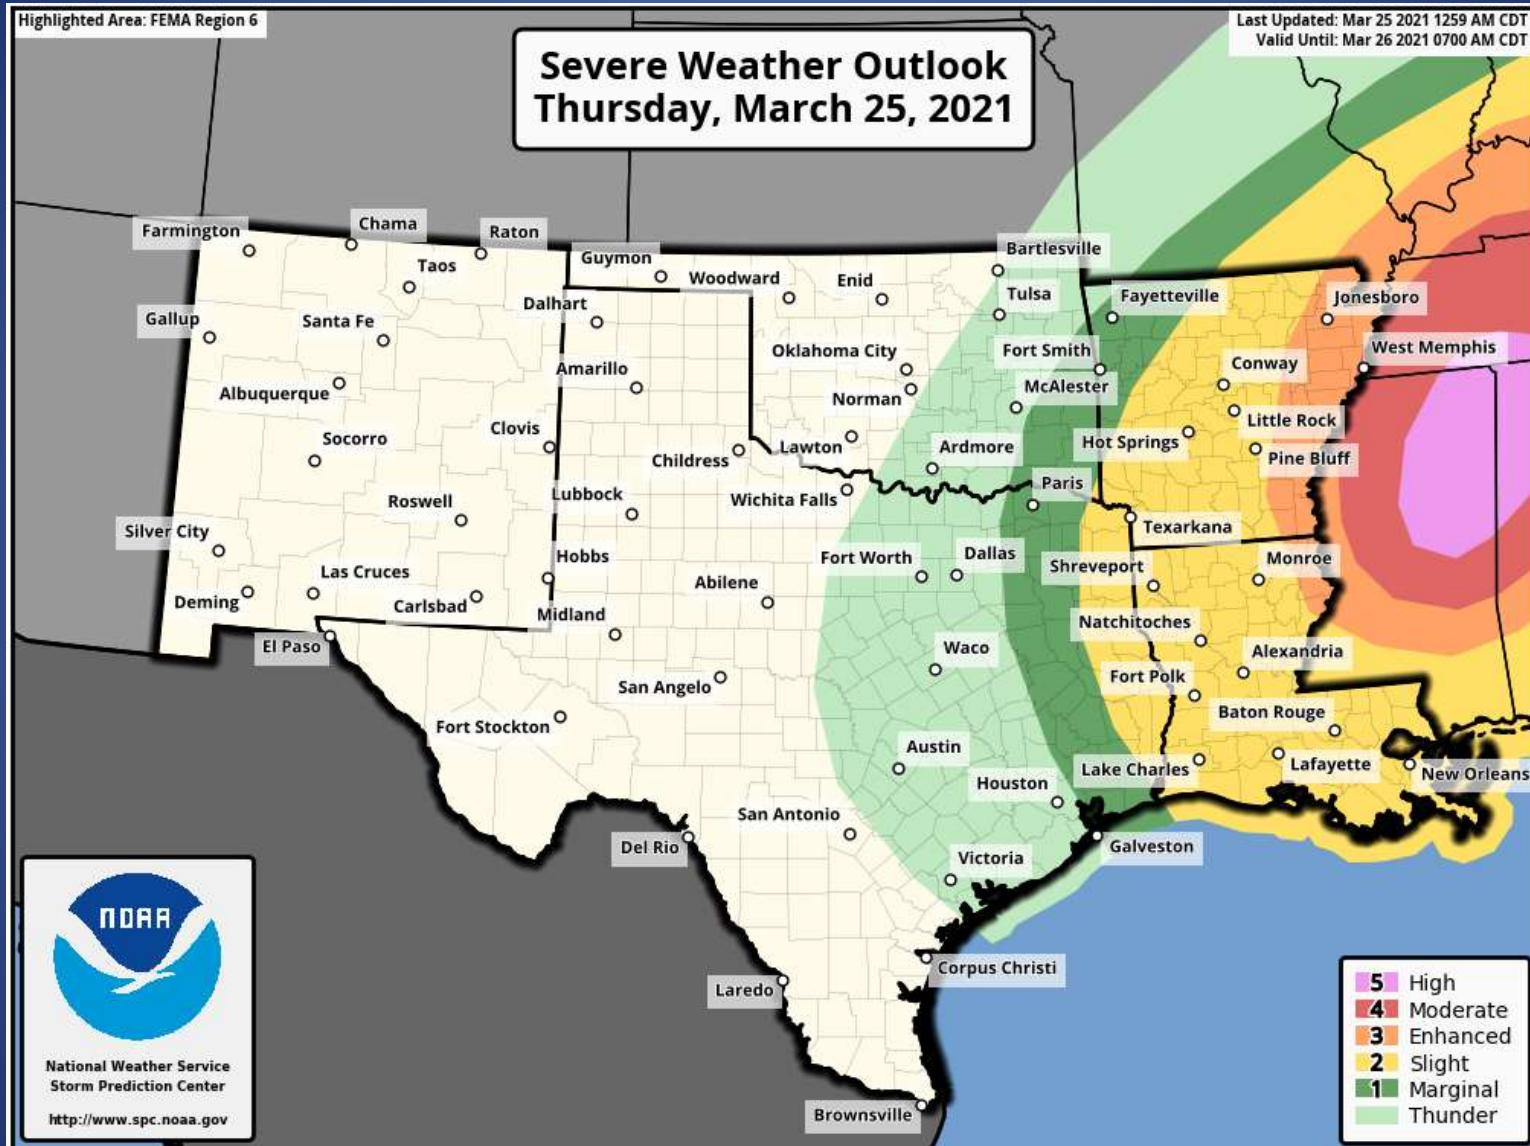 Highlighted Area: FEMA Region 6
Last Updated: Mar 25 2021 1259 AM CDT
Valid Until: Mar 26 2021 0700 AM CDT
Severe Weather Outlook
Thursday, March 25, 2021
Farmington
Chama
Raton
Taos
Guymon
Woodward
Enid
Bartlesville
Tulsa
Fayetteville
Jonesboro
Gallup
Santa Fe
Dalhart
Oklahoma City
Fort Smith
West Memphis
Albuquerque
Amarillo
Norman
McAlester
Conway
Little Rock
Socorro
Clovis
Childress
Lawton
Ardmore
Hot Springs
Pine Bluff
Roswell
Lubbock
Wichita Falls
Paris
Texarkana
Silver City
Las Cruces
Hobbs
Abilene
Fort Worth
Dallas
Shreveport
Monroe
Deming
Carlsbad
Midland
Natchitoches
El Paso
San Angelo
Waco
Fort Polk
Alexandria
Fort Stockton
Baton Rouge
Austin
Houston
Lake Charles
Lafayette
New Orleans
San Antonio
Del Rio
Victoria
Galveston
Corpus Christi
Laredo
Brownsville
NOAA
National Weather Service
Storm Prediction Center
http://www.spc.noaa.gov
5 High
4 Moderate
3 Enhanced
2 Slight
1 Marginal
Thunder